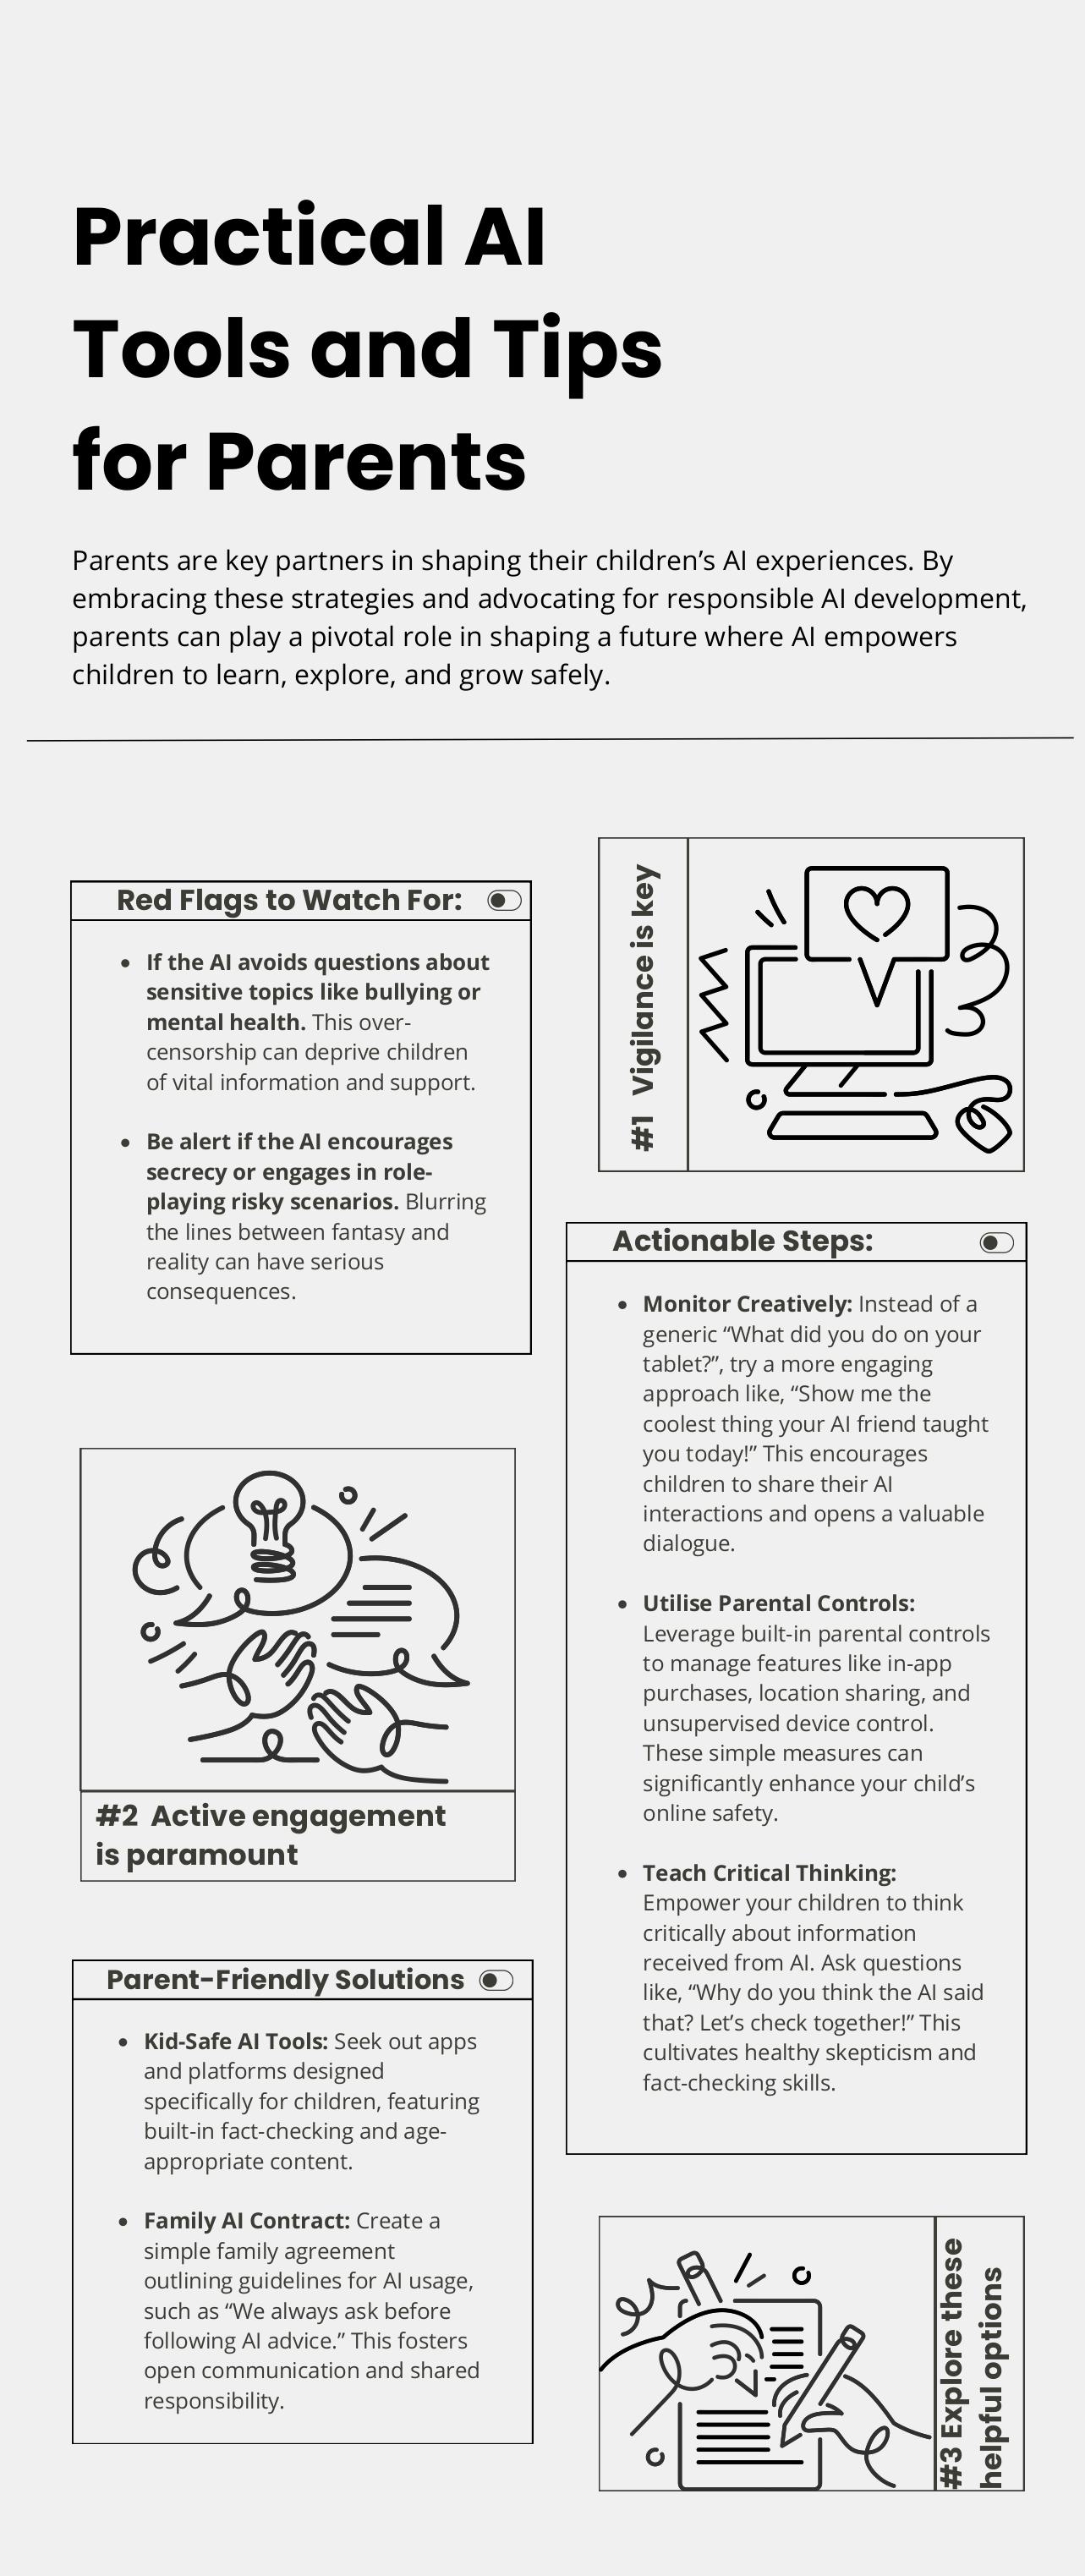 Practical AI
Tools and Tips
for Parents
Parents are key partners in shaping their children’s AI experiences. By
embracing these strategies and advocating for responsible AI development,
parents can play a pivotal role in shaping a future where AI empowers
children to learn, explore, and grow safely.
#1 Vigilance is key
Red Flags to Watch For:
• If the AI avoids questions about
sensitive topics like bullying or
mental health. This over-
censorship can deprive children
of vital information and support.
• Be alert if the AI encourages
secrecy or engages in role-
playing risky scenarios. Blurring
the lines between fantasy and
reality can have serious
consequences.
#2 Active engagement
is paramount
Actionable Steps:
• Monitor Creatively: Instead of a
generic “What did you do on your
tablet?”, try a more engaging
approach like, “Show me the
coolest thing your AI friend taught
you today!” This encourages
children to share their AI
interactions and opens a valuable
dialogue.
• Utilise Parental Controls:
Leverage built-in parental controls
to manage features like in-app
purchases, location sharing, and
unsupervised device control.
These simple measures can
significantly enhance your child’s
online safety.
• Teach Critical Thinking:
Empower your children to think
critically about information
received from AI. Ask questions
like, “Why do you think the AI said
that? Let’s check together!” This
cultivates healthy skepticism and
fact-checking skills.
#3 Explore these
helpful options
Parent-Friendly Solutions
• Kid-Safe AI Tools: Seek out apps
and platforms designed
specifically for children, featuring
built-in fact-checking and age-
appropriate content.
• Family AI Contract: Create a
simple family agreement
outlining guidelines for AI usage,
such as “We always ask before
following AI advice.” This fosters
open communication and shared
responsibility.